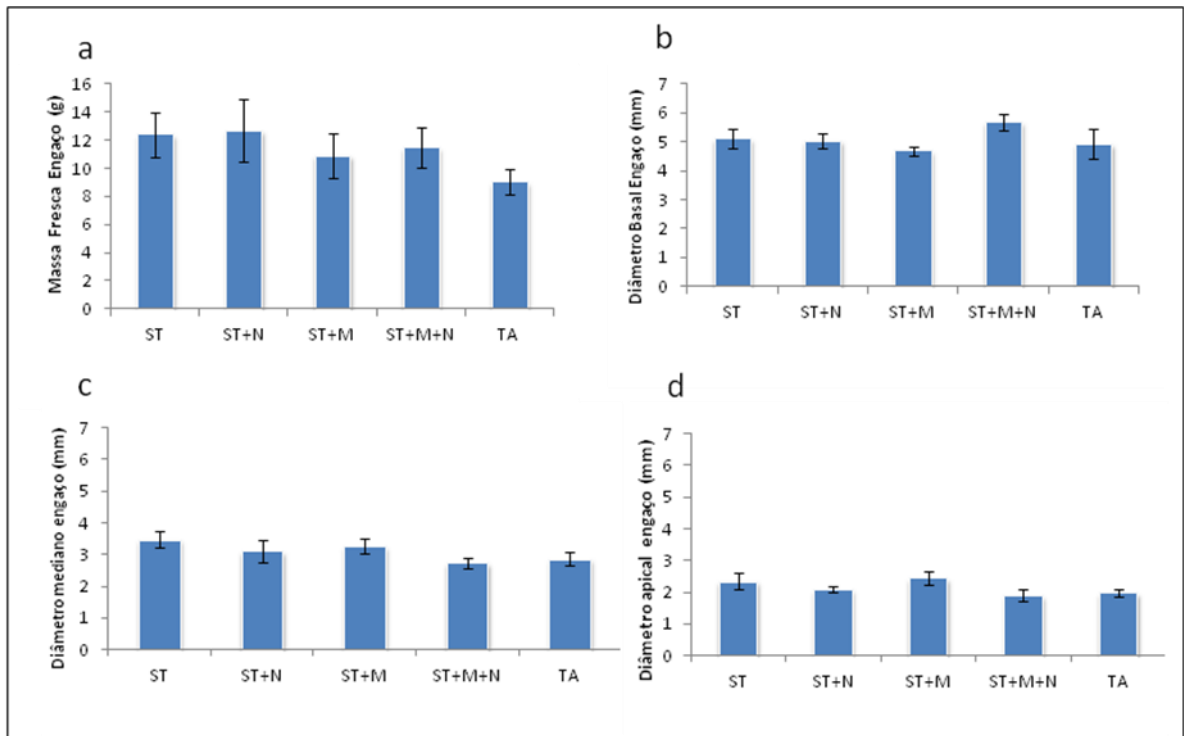 a
Massa Fresca Engaço (g)
16
14
12
10
8
6
4
2
0
ST ST+N ST+M ST+M+N TA
b
Diâmetro Basal Engaço (mm)
7
6
5
4
3
2
1
0
ST ST+N ST+M ST+M+N TA
c
Diâmetro mediano engaço (mm)
7
6
5
4
3
2
1
0
ST ST+N ST+M ST+M+N TA
d
Diâmetro apical engaço (mm)
7
6
5
4
3
2
1
0
ST ST+N ST+M ST+M+N TA